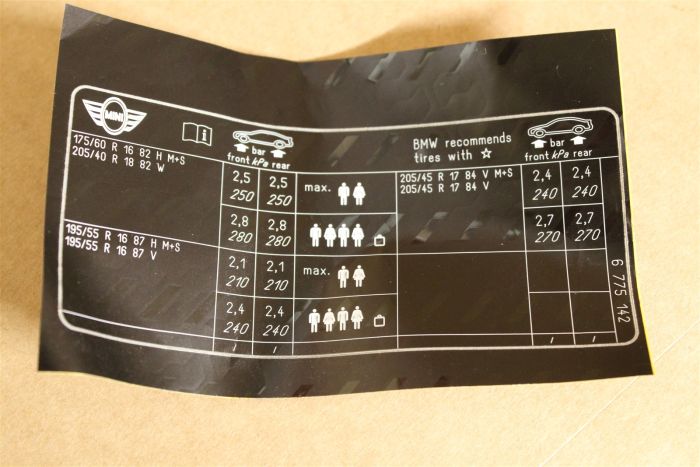 MINI
i
bar
front kPa rear
BMW recommends
tires with ☆
bar
front kPa rear
175/60 R 16 82 H M+S
205/40 R 18 82 W
2,5 2,5
250 250
max.
2,8 2,8
280 280
195/55 R 16 87 H M+S
195/55 R 16 87 V
2,1 2,1
210 210
max.
2,4 2,4
240 240
/ /
205/45 R 17 84 V M+S
205/45 R 17 84 V
2,4 2,4
240 240
2,7 2,7
270 270
/ /
6 775 142